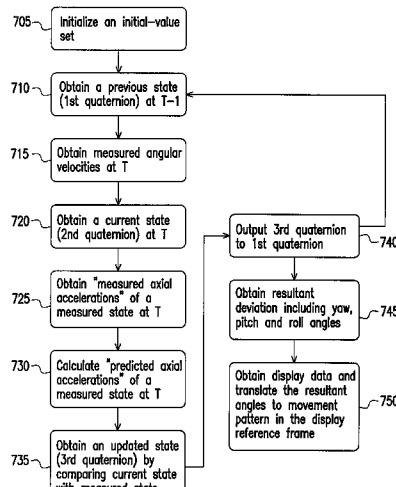 705
Initialize an initial-value
set
710
Obtain a previous state
(1st quaternion) at T-1
715
Obtain measured angular
velocities at T
720
Obtain a current state
(2nd quaternion) at T
725
Obtain "measured axial
accelerations" of a
measured state at T
730
Calculate "predicted axial
accelerations" of a
measured state at T
735
Obtain an updated state
(3rd quaternion) by
comparing current state
with measured state
Output 3rd quaternion
to 1st quaternion
740
Obtain resultant
deviation including yaw,
pitch and roll angles
745
Obtain display data and
translate the resultant
angles to movement
pattern in the display
reference frame
750